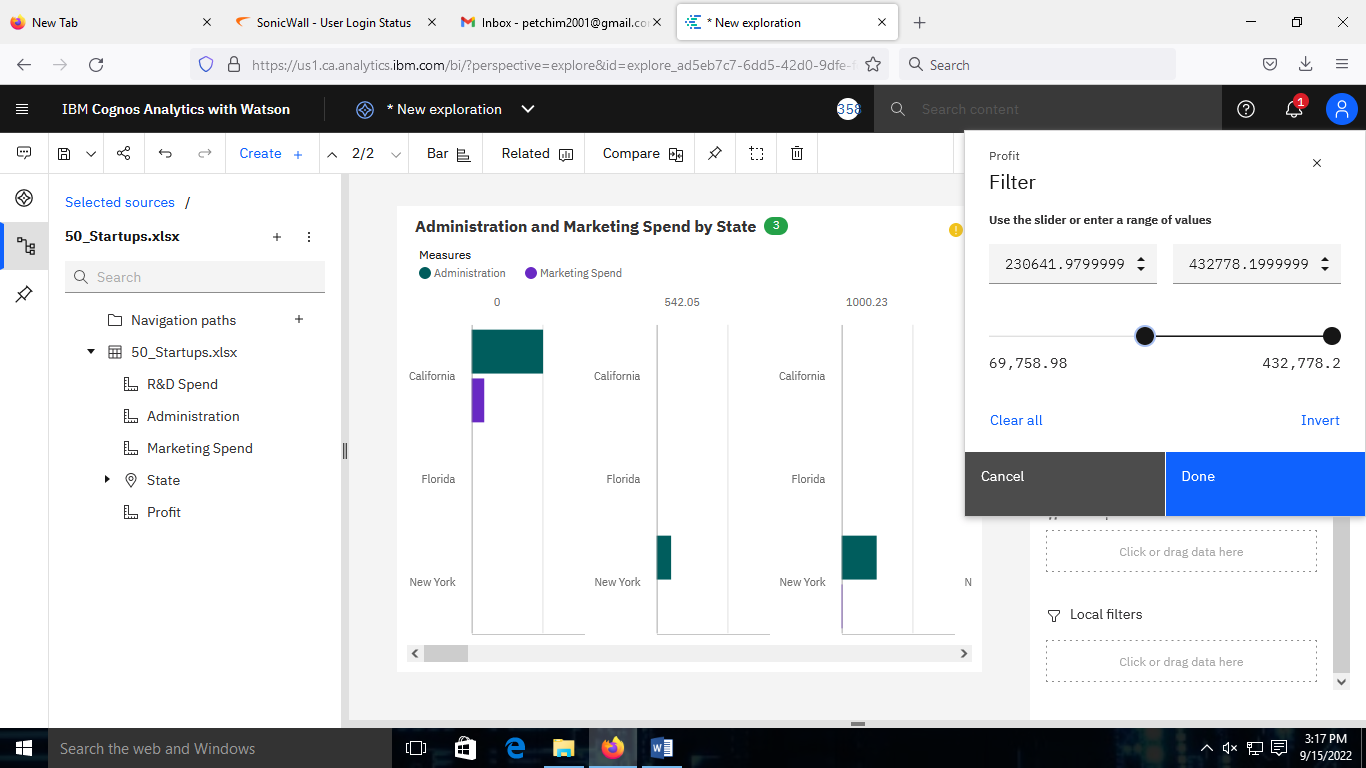 New Tab
SonicWall - User Login Status
Inbox - petchim2001@gmail.co
* New exploration
https://us1.ca.analytics.ibm.com/bi/?perspective=explore&id=explore_ad5eb7c7-6dd5-42d0-9dfe-
Search
IBM Cognos Analytics with Watson
* New exploration
358
Search content
1
Create +
2/2
Bar
Related
Compare
Profit
Filter
Use the slider or enter a range of values
230641.9799999
432778.1999999
69,758.98
432,778.2
Clear all
Invert
Cancel
Done
Selected sources /
50_Startups.xlsx
Search
Navigation paths
50_Startups.xlsx
R&D Spend
Administration
Marketing Spend
State
Profit
Administration and Marketing Spend by State 3
Measures
Administration
Marketing Spend
0
542.05
1000.23
California
California
California
Florida
Florida
Florida
New York
New York
New York
N
Click or drag data here
Local filters
Click or drag data here
Search the web and Windows
3:17 PM
9/15/2022